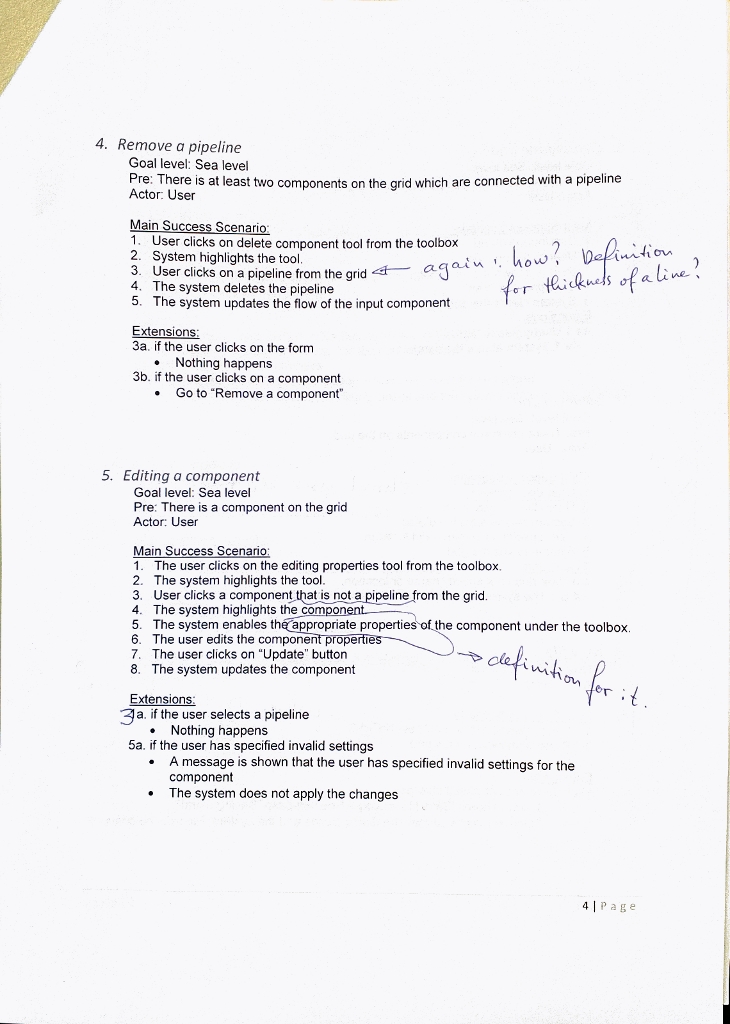 4. Remove a pipeline
Goal level: Sea level
Pre: There is at least two components on the grid which are connected with a pipeline
Actor: User
Main Success Scenario:
1. User clicks on delete component tool from the toolbox
2. System highlights the tool.
3. User clicks on a pipeline from the grid ← again, how? Definition
for thickness of a line?
4. The system deletes the pipeline
5. The system updates the flow of the input component
Extensions:
3a. if the user clicks on the form
• Nothing happens
3b. if the user clicks on a component
• Go to “Remove a component”
5. Editing a component
Goal level: Sea level
Pre: There is a component on the grid
Actor: User
Main Success Scenario:
1. The user clicks on the editing properties tool from the toolbox.
2. The system highlights the tool.
3. User clicks a component that is not a pipeline from the grid.
4. The system highlights the component.
5. The system enables the appropriate properties of the component under the toolbox.
6. The user edits the component properties
7. The user clicks on “Update” button
→ definition for it.
8. The system updates the component
Extensions:
3a. if the user selects a pipeline
• Nothing happens
5a. if the user has specified invalid settings
• A message is shown that the user has specified invalid settings for the
component
• The system does not apply the changes
4 | Page